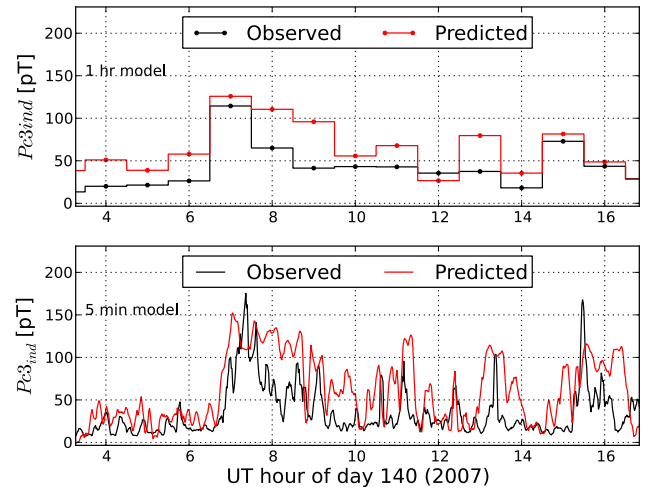 Observed Predicted
1 hr model
Pc3ind [pT]
200
150
100
50
0
4 6 8 10 12 14 16
Observed Predicted
5 min model
Pc3ind [pT]
200
150
100
50
0
4 6 8 10 12 14 16
UT hour of day 140 (2007)